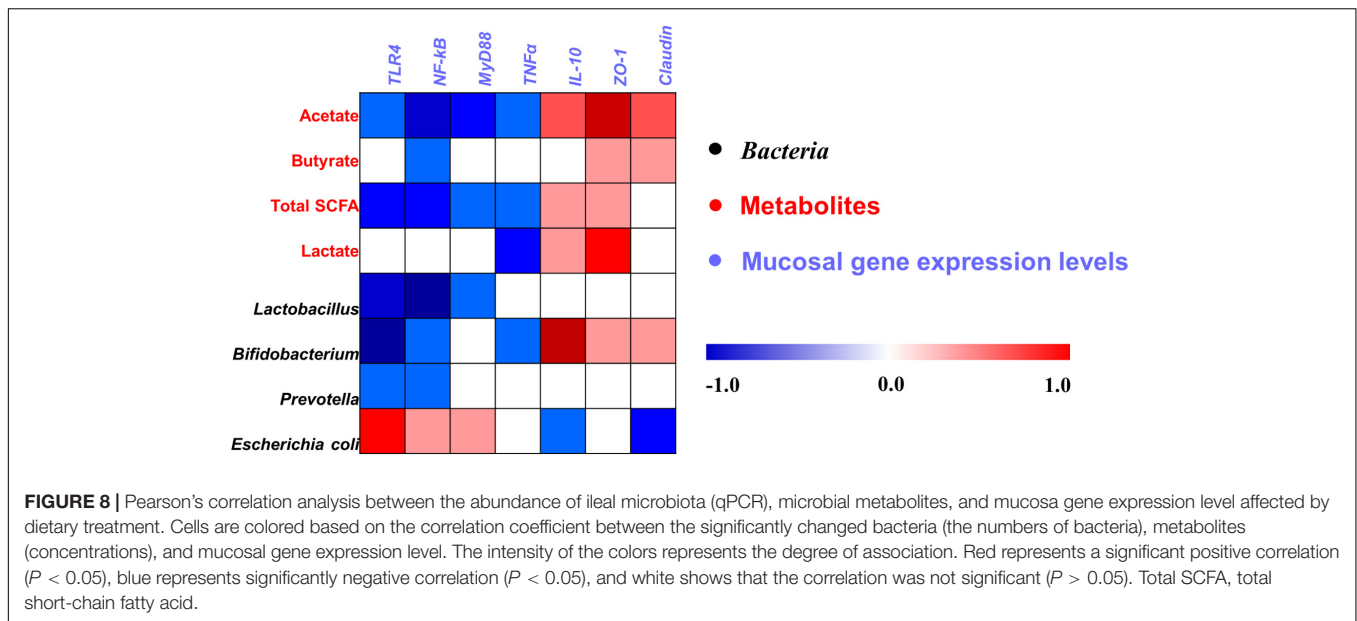 TLR4 NF-kB MyD88 TNFα IL-10 ZO-1 Claudin
Acetate
Butyrate
Total SCFA
Lactate
Lactobacillus
Bifidobacterium
Prevotella
Escherichia coli
• Bacteria
• Metabolites
• Mucosal gene expression levels
-1.0 0.0 1.0
FIGURE 8 | Pearson's correlation analysis between the abundance of ileal microbiota (qPCR), microbial metabolites, and mucosa gene expression level affected by
dietary treatment. Cells are colored based on the correlation coefficient between the significantly changed bacteria (the numbers of bacteria), metabolites
(concentrations), and mucosal gene expression level. The intensity of the colors represents the degree of association. Red represents a significant positive correlation
(P < 0.05), blue represents significantly negative correlation (P < 0.05), and white shows that the correlation was not significant (P > 0.05). Total SCFA, total
short-chain fatty acid.